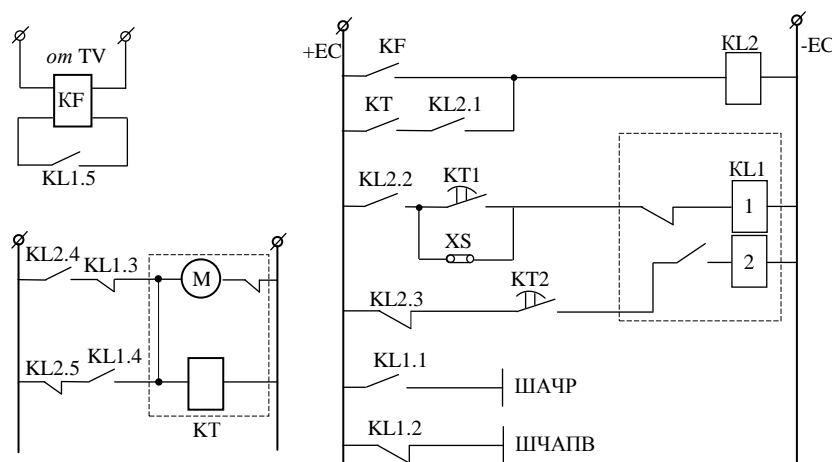 от TV
KF
KL1.5
+EC
KF
KL2
-EC
KT
KL2.1
KL2.2
KT1
KL1
1
XS
2
KL2.3
KT2
KL1.1
ШАЧР
KL1.2
ШЧАПВ
KL2.4
KL1.3
M
KL2.5
KL1.4
KT